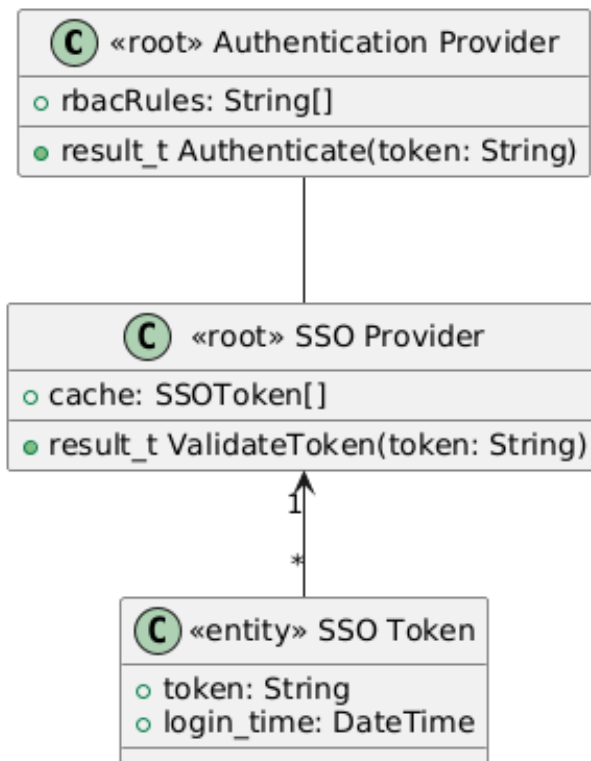 C «root» Authentication Provider
rbacRules: String[]
result_t Authenticate(token: String)
C «root» SSO Provider
cache: SSOToken[]
result_t ValidateToken(token: String)
1
*
C «entity» SSO Token
token: String
login_time: DateTime